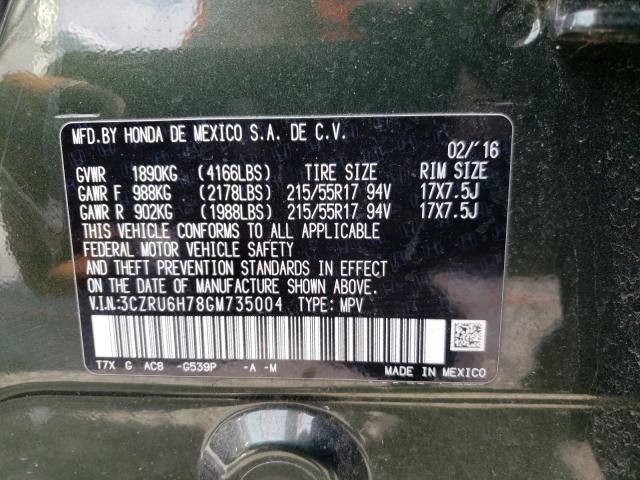 MFD.BY HONDA DE MEXICO S.A. DE C.V.
02/'16
GVWR 1890KG (4166LBS) TIRE SIZE RIM SIZE
GAWR F 988KG (2178LBS) 215/55R17 94V 17X7.5J
GAWR R 902KG (1988LBS) 215/55R17 94V 17X7.5J
THIS VEHICLE CONFORMS TO ALL APPLICABLE
FEDERAL MOTOR VEHICLE SAFETY
AND THEFT PREVENTION STANDARDS IN EFFECT
ON THE DATE OF MANUFACTURE SHOWN ABOVE.
V.I.N:3CZRU6H78GM735004 TYPE: MPV
T7X G AC8 -G539P -A -M MADE IN MEXICO